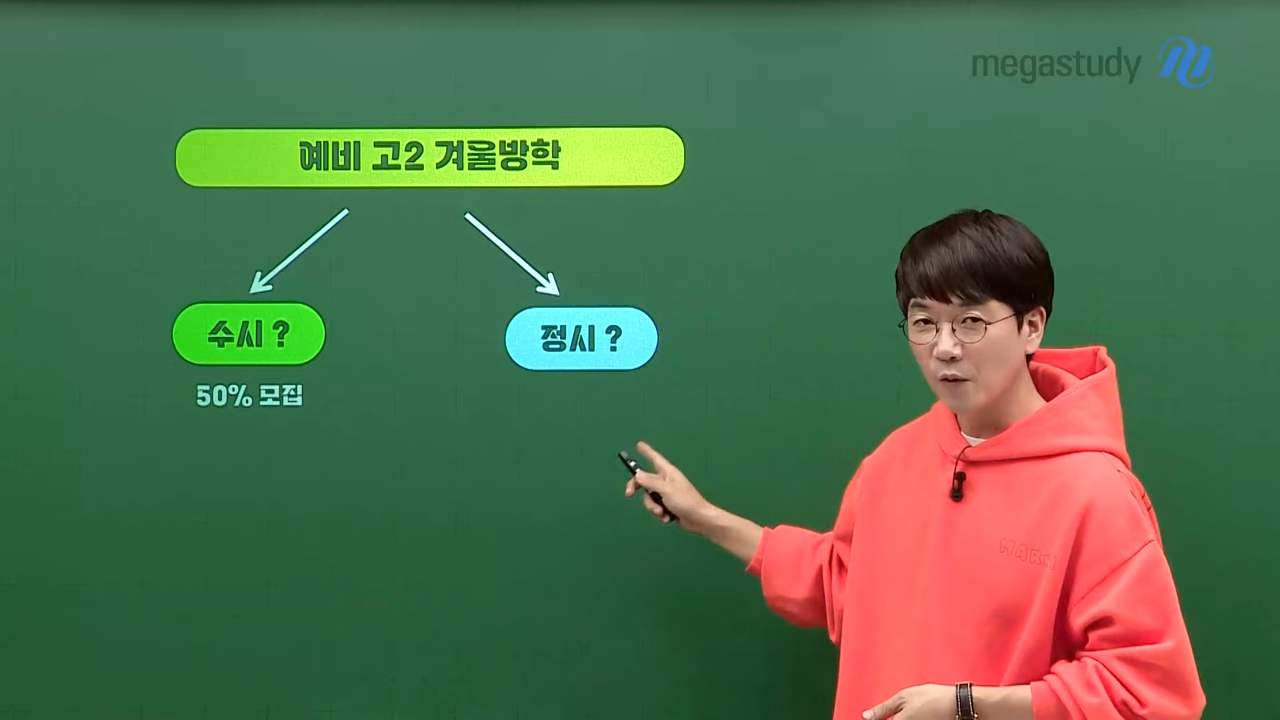 megastudy
예비 고2 겨울방학
수시 ?
정시 ?
50% 모집